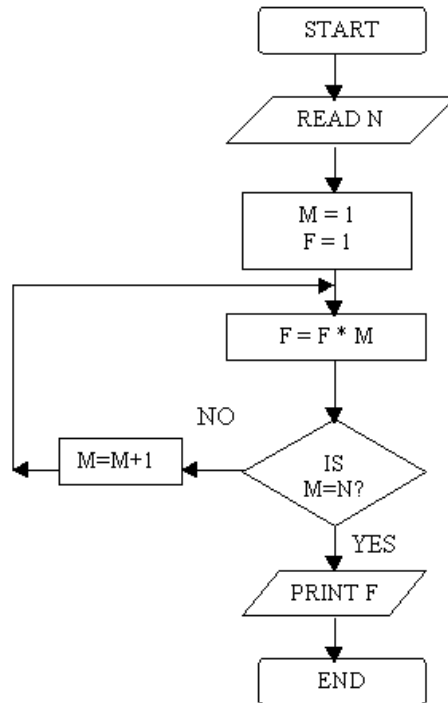 START
READ N
M = 1
F = 1
F = F * M
NO
M=M+1
IS
M=N?
YES
PRINT F
END